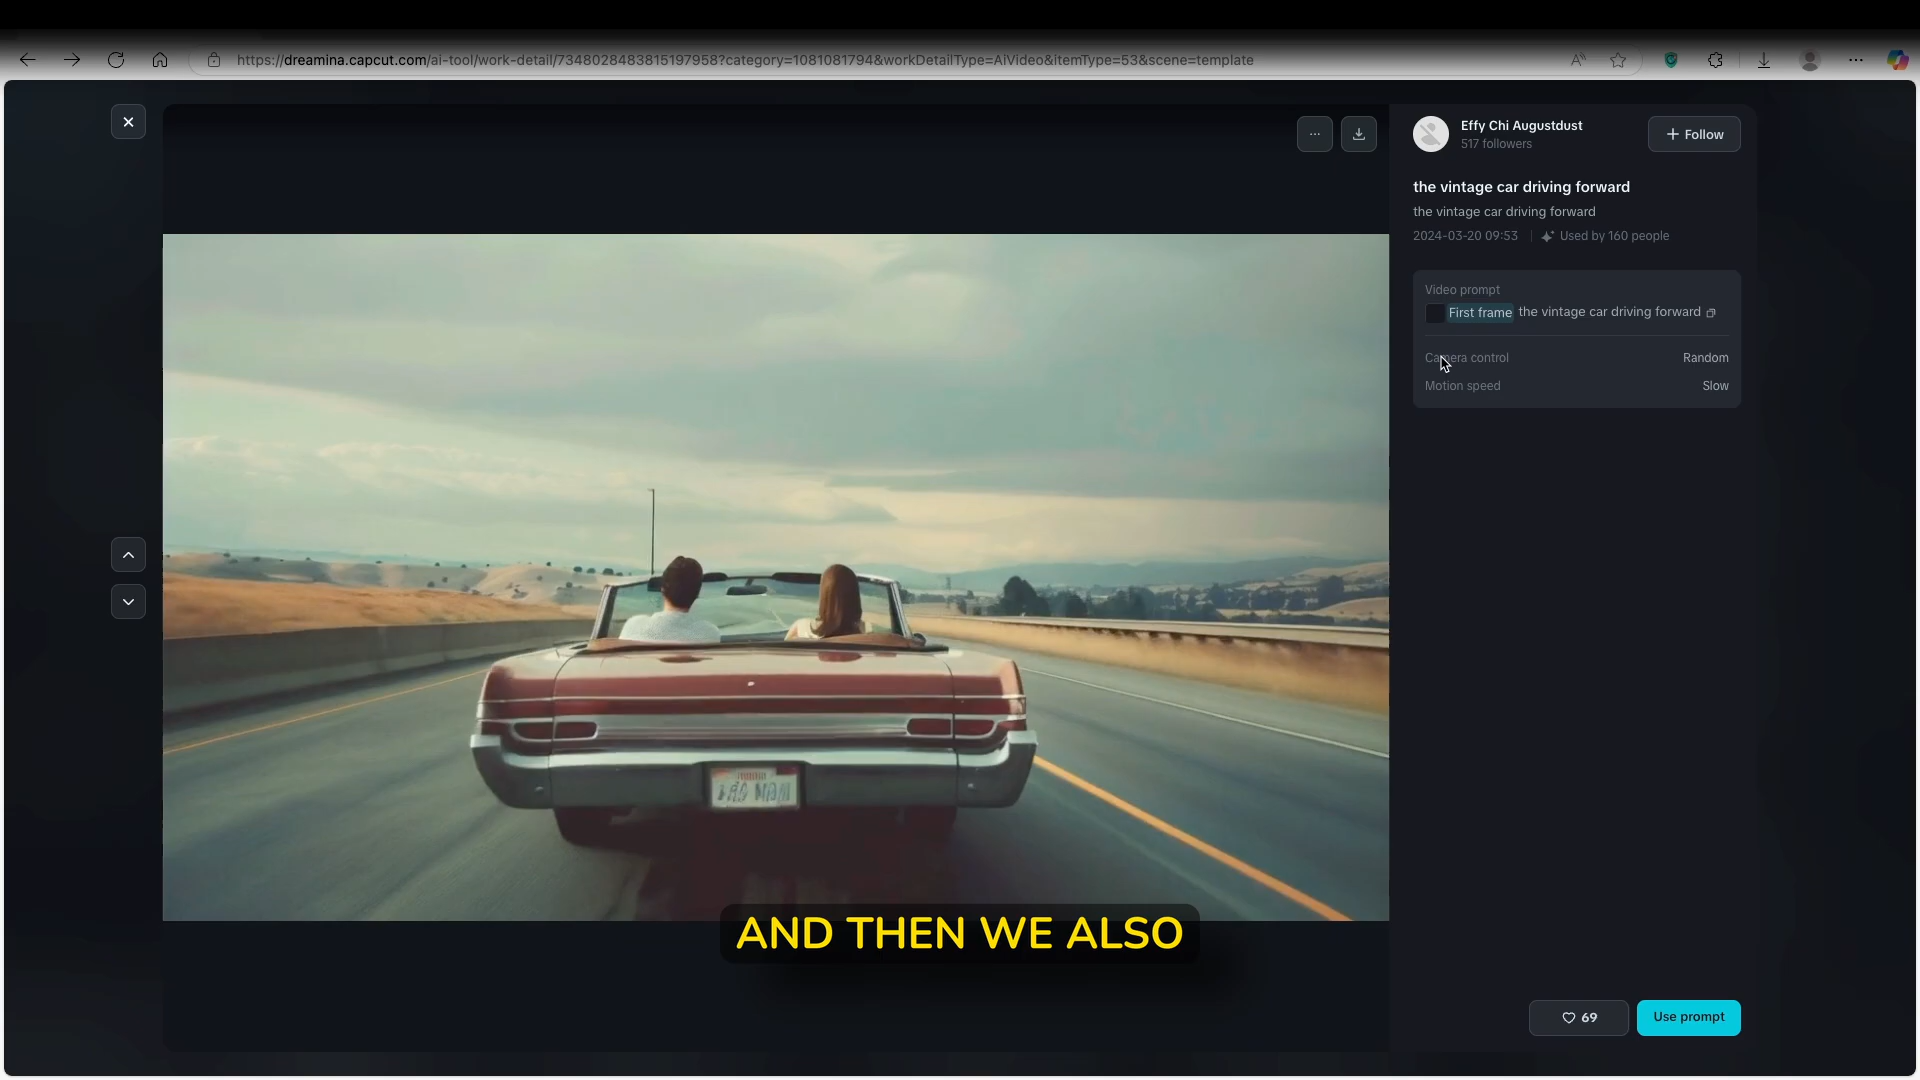 https://dreamina.capcut.com/ai-tool/work-detail/7348028483815197958?category=1081081794&workDetailType=AiVideo&itemType=53&scene=template
Effy Chi Augustdust
517 followers
+ Follow
the vintage car driving forward
the vintage car driving forward
2024-03-20 09:53 | Used by 160 people
Video prompt
First frame the vintage car driving forward
Camera control Random
Motion speed Slow
AND THEN WE ALSO
69
Use prompt